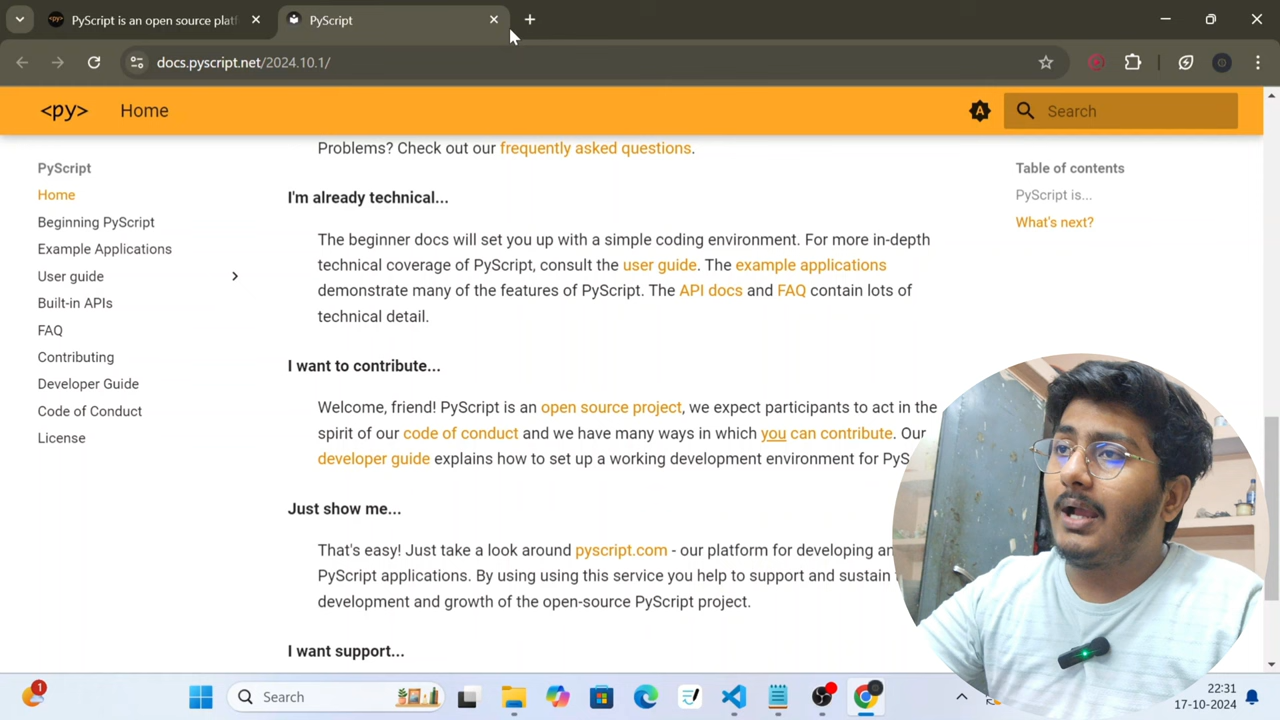 PyScript is an open source platf
PyScript
docs.pyscript.net/2024.10.1/
<py>
Home
A
Search
PyScript
Home
Beginning PyScript
Example Applications
User guide
Built-in APIs
FAQ
Contributing
Developer Guide
Code of Conduct
License
Problems? Check out our frequently asked questions.
I'm already technical...
The beginner docs will set you up with a simple coding environment. For more in-depth
technical coverage of PyScript, consult the user guide. The example applications
demonstrate many of the features of PyScript. The API docs and FAQ contain lots of
technical detail.
I want to contribute...
Welcome, friend! PyScript is an open source project, we expect participants to act in the
spirit of our code of conduct and we have many ways in which you can contribute. Our
developer guide explains how to set up a working development environment for PyS
Just show me...
That's easy! Just take a look around pyscript.com - our platform for developing an
PyScript applications. By using using this service you help to support and sustain
development and growth of the open-source PyScript project.
I want support...
Table of contents
PyScript is...
What's next?
1
Search
22:31
17-10-2024